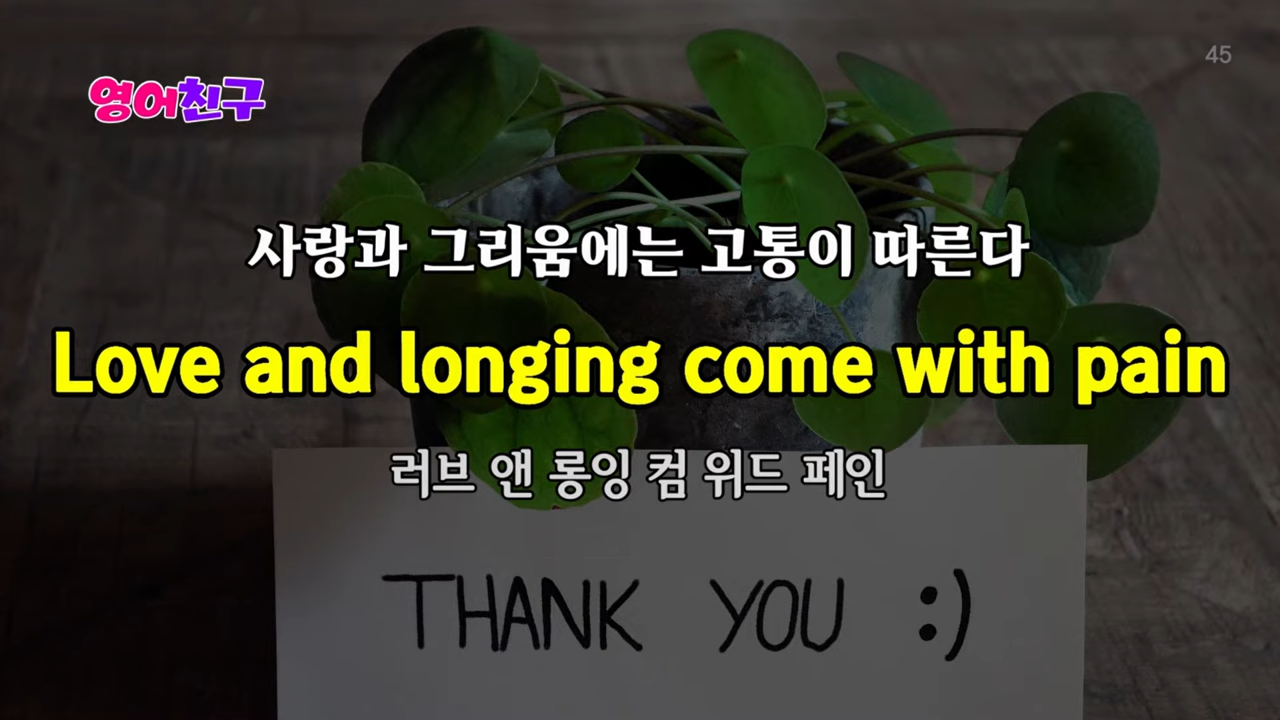 45
영어친구
사랑과 그리움에는 고통이 따른다
Love and longing come with pain
러브 앤 롱잉 컴 위드 페인
THANK YOU :)